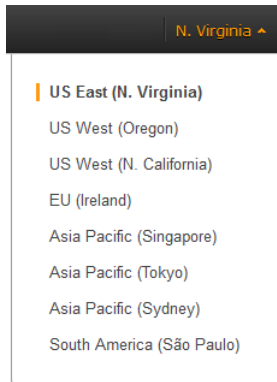 N. Virginia
US East (N. Virginia)
US West (Oregon)
US West (N. California)
EU (Ireland)
Asia Pacific (Singapore)
Asia Pacific (Tokyo)
Asia Pacific (Sydney)
South America (São Paulo)